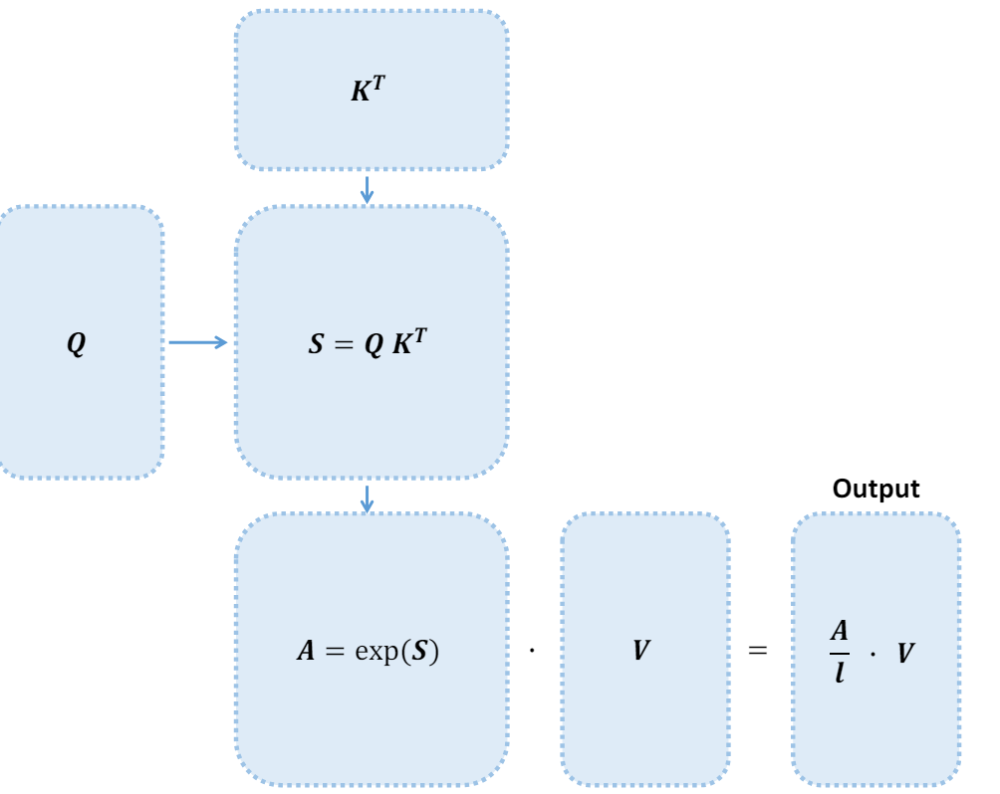 K^T
Q
S = Q K^T
Output
A = exp(S)
·
V
=
A/l · V